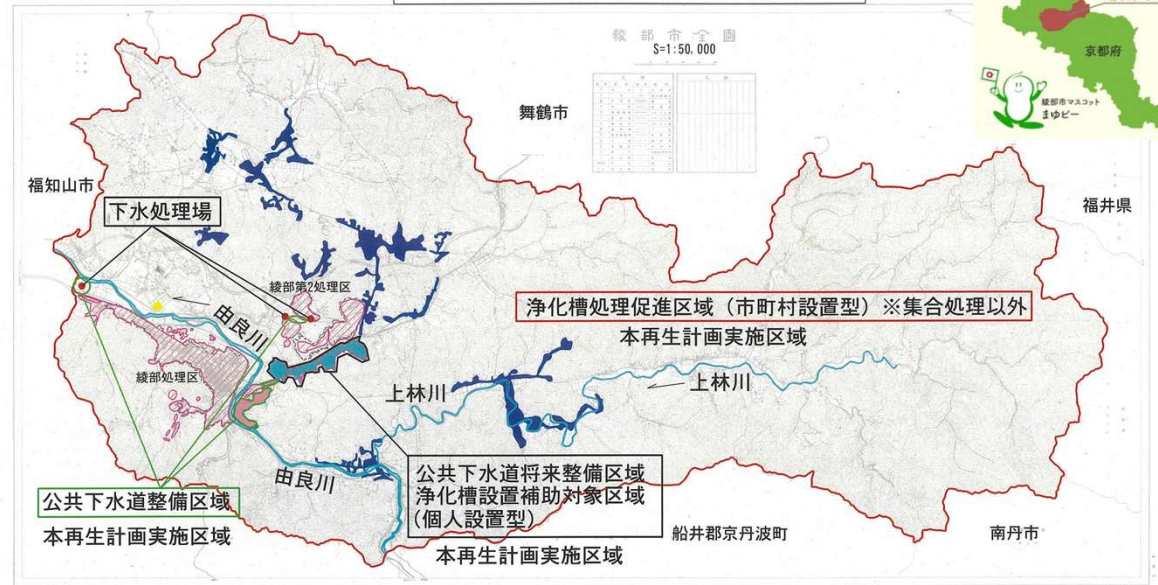 綾部市全図
S=1:50,000
京都府
綾部市マスコット
まゆピー
舞鶴市
福知山市
福井県
下水処理場
綾部第2処理区
由良川
浄化槽処理促進区域（市町村設置型）※集合処理以外
本再生計画実施区域
綾部処理区
上林川
上林川
由良川
公共下水道整備区域
本再生計画実施区域
公共下水道将来整備区域
浄化槽設置補助対象区域
（個人設置型）
本再生計画実施区域
船井郡京丹波町
南丹市